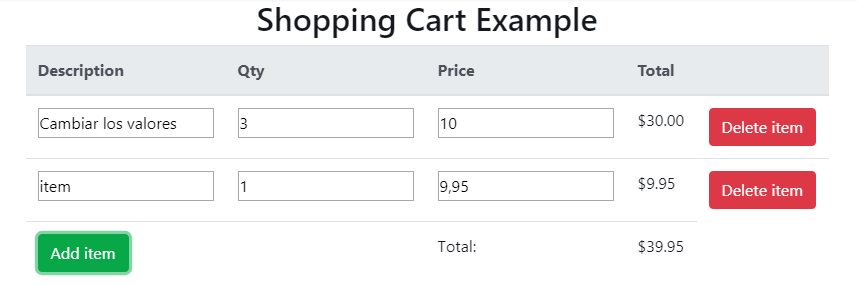 Shopping Cart Example
Description Qty Price Total
Cambiar los valores 3 10 $30.00 Delete item
item 1 9,95 $9.95 Delete item
Add item Total: $39.95